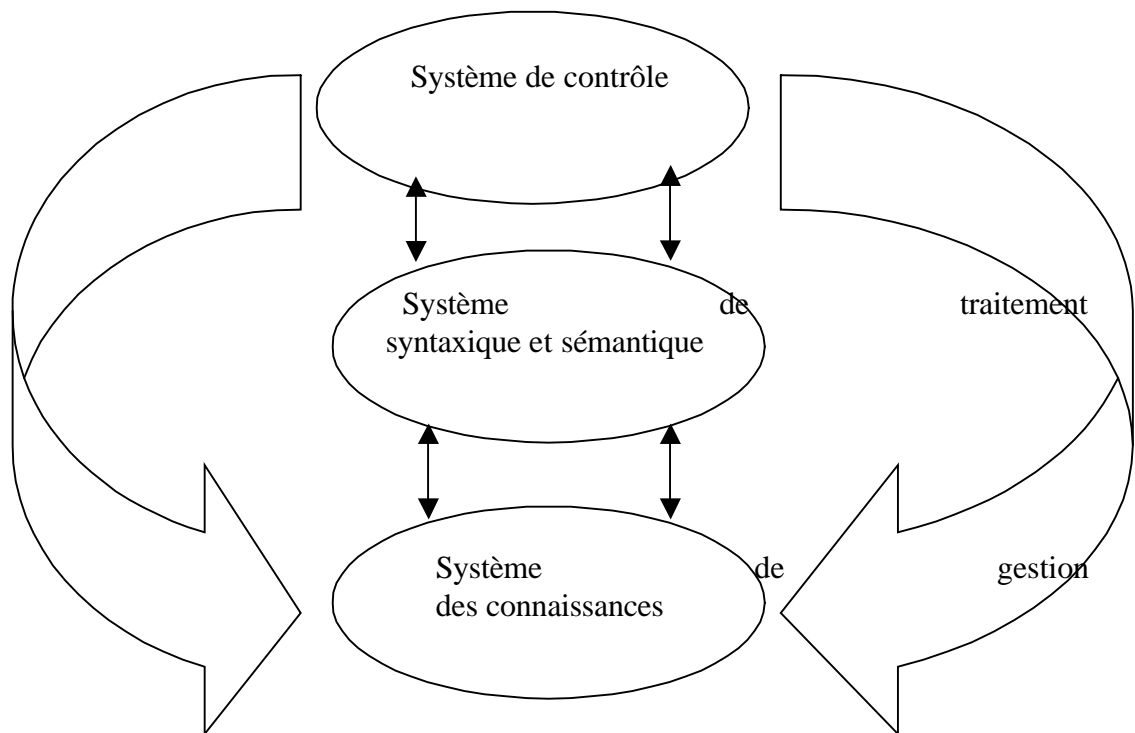 Système de contrôle
Système de traitement
syntaxique et sémantique
Système de gestion
des connaissances